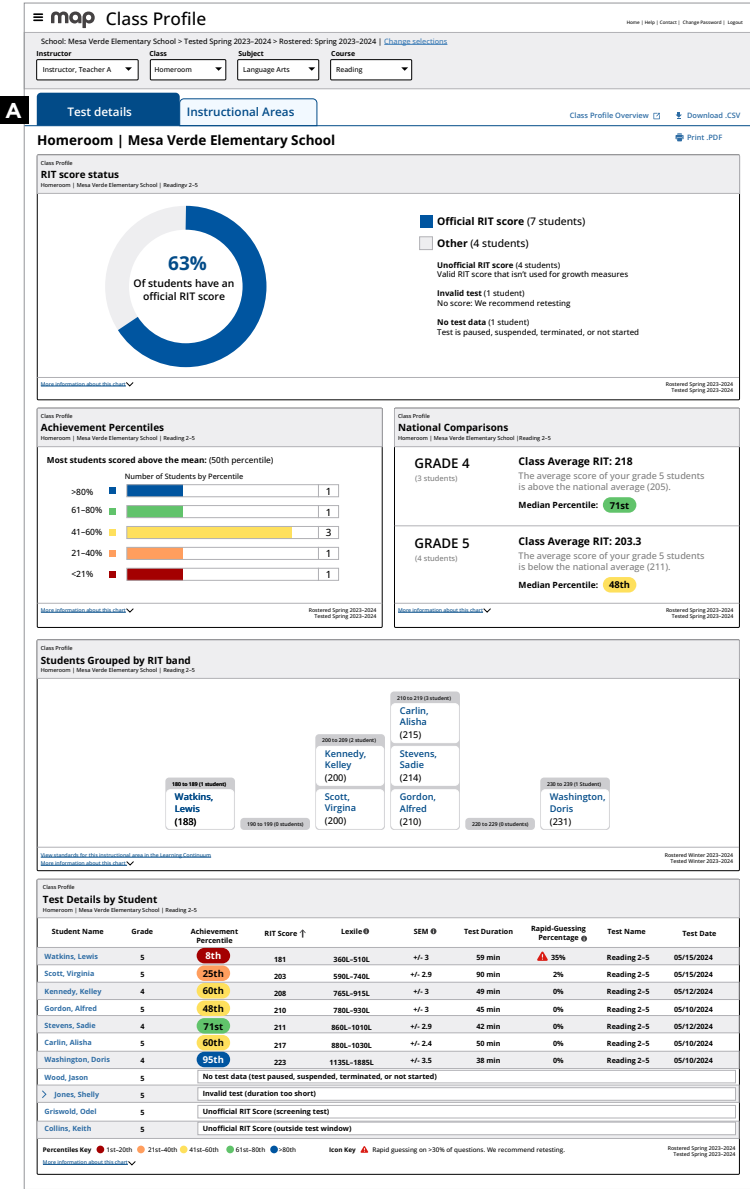 ≡ map Class Profile
Home | Help | Contact | Change Password | Logout
School: Mesa Verde Elementary School > Tested Spring 2023–2024 > Rostered: Spring 2023–2024 | Change selections
Instructor Class Subject Course
Instructor, Teacher A Homeroom Language Arts Reading
A
Test details Instructional Areas
Class Profile Overview Download .CSV
Homeroom | Mesa Verde Elementary School
Print .PDF
Class Profile
RIT score status
Homeroom | Mesa Verde Elementary School | Readingv 2–5
63%
Of students have an
official RIT score
Official RIT score (7 students)
Other (4 students)
Unofficial RIT score (4 students)
Valid RIT score that isn't used for growth measures
Invalid test (1 student)
No score: We recommend retesting
No test data (1 student)
Test is paused, suspended, terminated, or not started
More information about this chart
Rostered Spring 2023–2024
Tested Spring 2023–2024
Class Profile
Achievement Percentiles
Homeroom | Mesa Verde Elementary School | Reading 2–5
Most students scored above the mean: (50th percentile)
Number of Students by Percentile
>80% 1
61–80% 1
41–60% 3
21–40% 1
<21% 1
More information about this chart
Rostered Spring 2023–2024
Tested Spring 2023–2024
Class Profile
National Comparisons
Homeroom | Mesa Verde Elementary School |Reading 2–5
GRADE 4
(3 students)
Class Average RIT: 218
The average score of your grade 5 students
is above the national average (205).
Median Percentile: 71st
GRADE 5
(4 students)
Class Average RIT: 203.3
The average score of your grade 5 students
is below the national average (211).
Median Percentile: 48th
More information about this chart
Rostered Spring 2023–2024
Tested Spring 2023–2024
Class Profile
Students Grouped by RIT band
Homeroom | Mesa Verde Elementary School | Reading 2–5
180 to 189 (1 student)
Watkins,
Lewis
(188)
190 to 199 (0 students)
200 to 209 (2 student)
Kennedy,
Kelley
(200)
Scott,
Virgina
(200)
210 to 219 (3 student)
Carlin,
Alisha
(215)
Stevens,
Sadie
(214)
Gordon,
Alfred
(210)
220 to 229 (0 students)
230 to 239 (1 Student)
Washington,
Doris
(231)
View standards for this instructional area in the Learning Continuum
More information about this chart
Rostered Winter 2023–2024
Tested Winter 2023–2024
Class Profile
Test Details by Student
Homeroom | Mesa Verde Elementary School | Reading 2–5
Student Name Grade Achievement Percentile RIT Score ↑ Lexile SEM Test Duration Rapid-Guessing Percentage Test Name Test Date
Watkins, Lewis 5 8th 181 360L–510L +/- 3 59 min 35% Reading 2–5 05/15/2024
Scott, Virginia 5 25th 203 590L–740L +/- 2.9 90 min 2% Reading 2–5 05/15/2024
Kennedy, Kelley 4 60th 208 765L–915L +/- 3 49 min 0% Reading 2–5 05/12/2024
Gordon, Alfred 5 48th 210 780L–930L +/- 3 45 min 0% Reading 2–5 05/10/2024
Stevens, Sadie 4 71st 211 860L–1010L +/- 2.9 42 min 0% Reading 2–5 05/12/2024
Carlin, Alisha 5 60th 217 880L–1030L +/- 2.4 50 min 0% Reading 2–5 05/10/2024
Washington, Doris 4 95th 223 1135L–1885L +/- 3.5 38 min 0% Reading 2–5 05/10/2024
Wood, Jason 5 No test data (test paused, suspended, terminated, or not started)
Jones, Shelly 5 Invalid test (duration too short)
Griswold, Odel 5 Unofficial RIT Score (screening test)
Collins, Keith 5 Unofficial RIT Score (outside test window)
Percentiles Key 1st–20th 21st–40th 41st–60th 61st–80th >80th Icon Key Rapid guessing on >30% of questions. We recommend retesting.
More information about this chart
Rostered Spring 2023–2024
Tested Spring 2023–2024